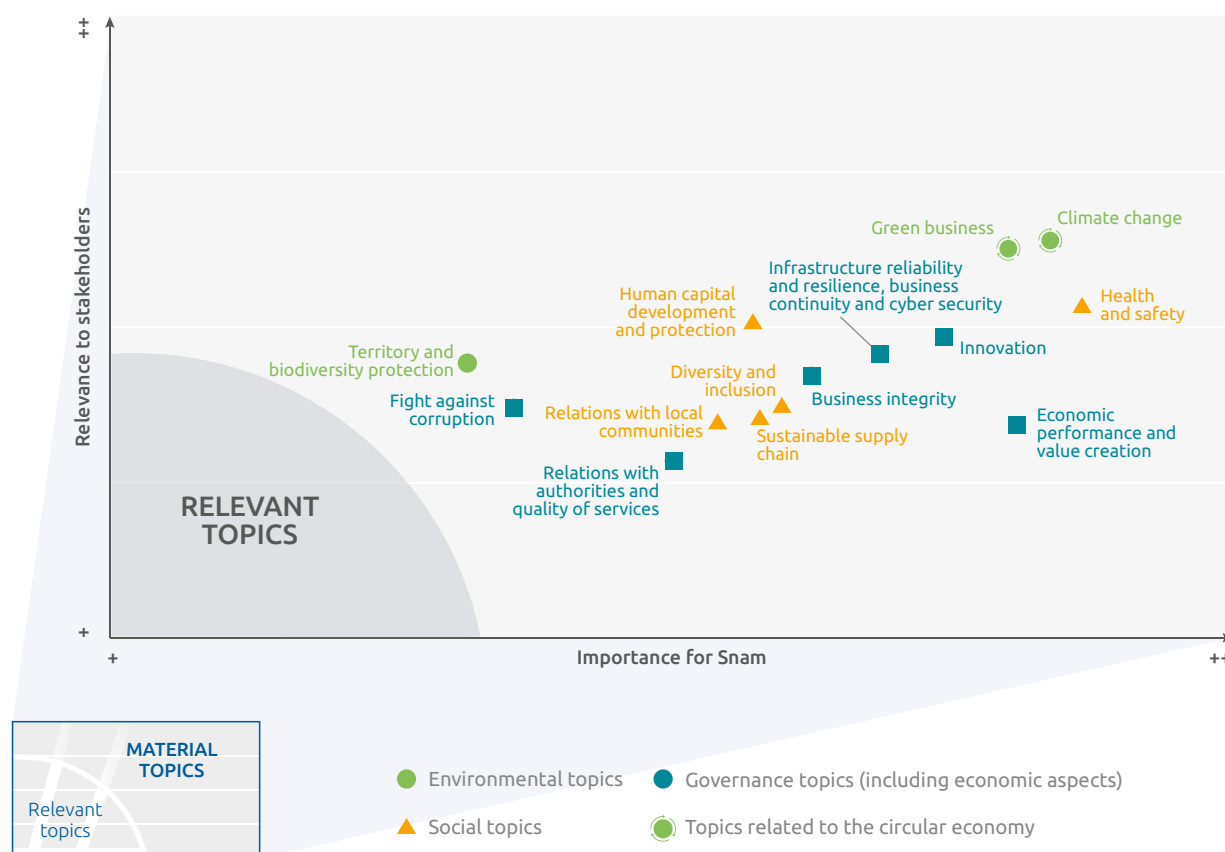 ++
Relevance to stakeholders
+
Climate change
Green business
Infrastructure reliability
and resilience, business
continuity and cyber security
Human capital
development
and protection
Health
and safety
Innovation
Territory and
biodiversity protection
Diversity and
inclusion
Business integrity
Fight against
corruption
Relations with local
communities
Sustainable supply
chain
Economic
performance and
value creation
Relations with
authorities and
quality of services
RELEVANT
TOPICS
+
Importance for Snam
++
MATERIAL
TOPICS
Relevant
topics
Environmental topics
Governance topics (including economic aspects)
Social topics
Topics related to the circular economy